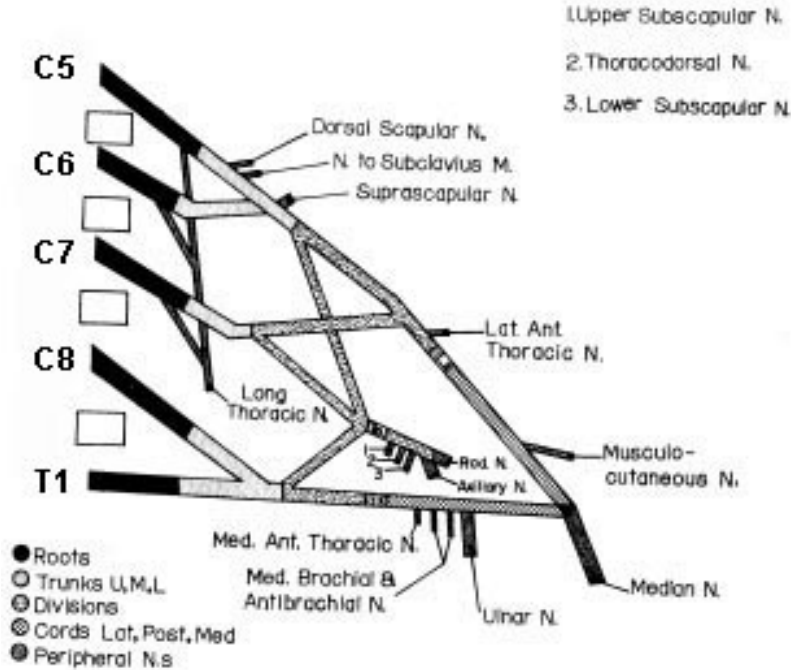 1.Upper Subscapular N.
2.Thoracodorsal N.
3.Lower Subscapular N.
C5
Dorsal Scapular N.
N. to Subclavius M.
C6
Suprascapular N.
C7
Lat. Ant
Thoracic N.
C8
Long
Thoracic N.
1
2
3
Rad. N.
Axillary N.
Musculo-
cutaneous N.
T1
Med. Ant. Thoracic N.
Med. Brachial &
Antibrachial N.
Ulnar N.
Median N.
Roots
Trunks U,M,L
Divisions
Cords Lat, Post, Med
Peripheral N.s